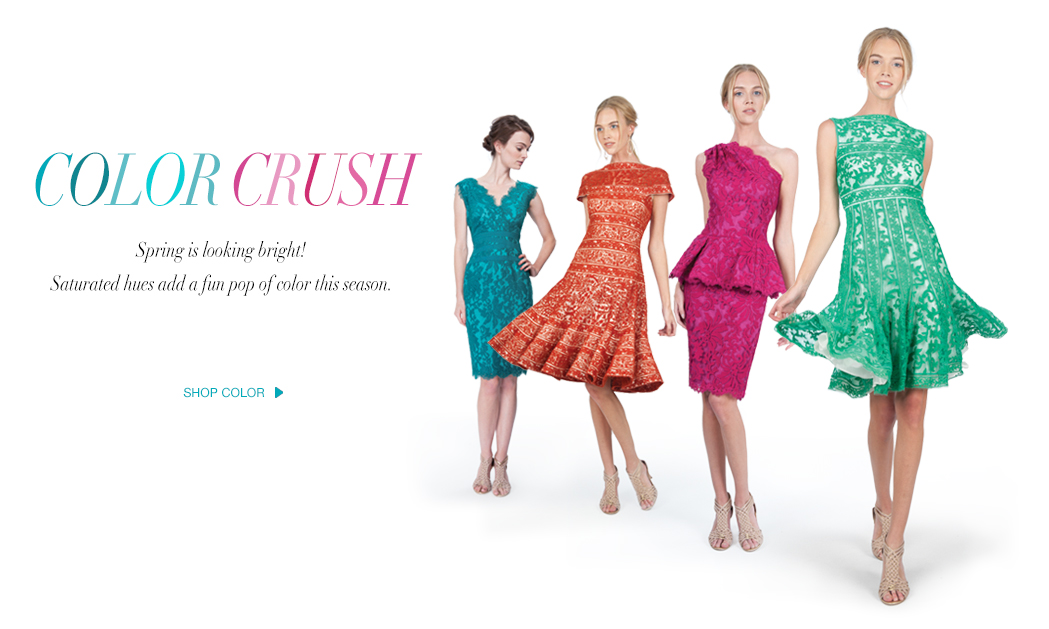 COLOR CRUSH
Spring is looking bright!
Saturated hues add a fun pop of color this season.
SHOP COLOR